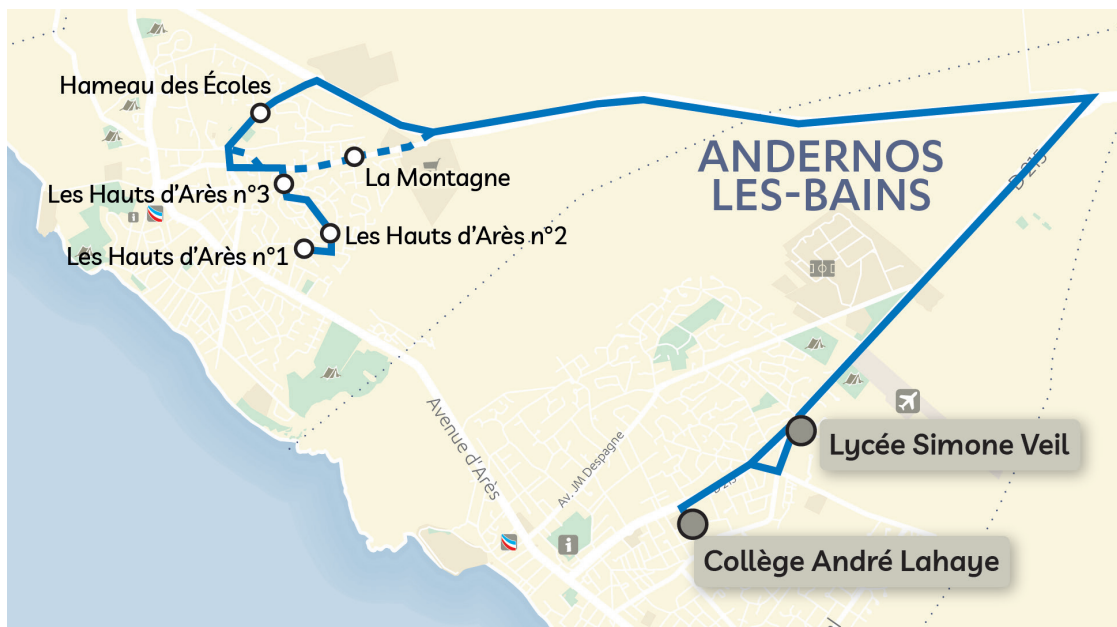 Hameau des Écoles
La Montagne
Les Hauts d'Arès n°3
Les Hauts d'Arès n°2
Les Hauts d'Arès n°1
ANDERNOS
LES-BAINS
D 215
Avenue d'Arès
Av. JM Despagne
Lycée Simone Veil
D 215
Collège André Lahaye